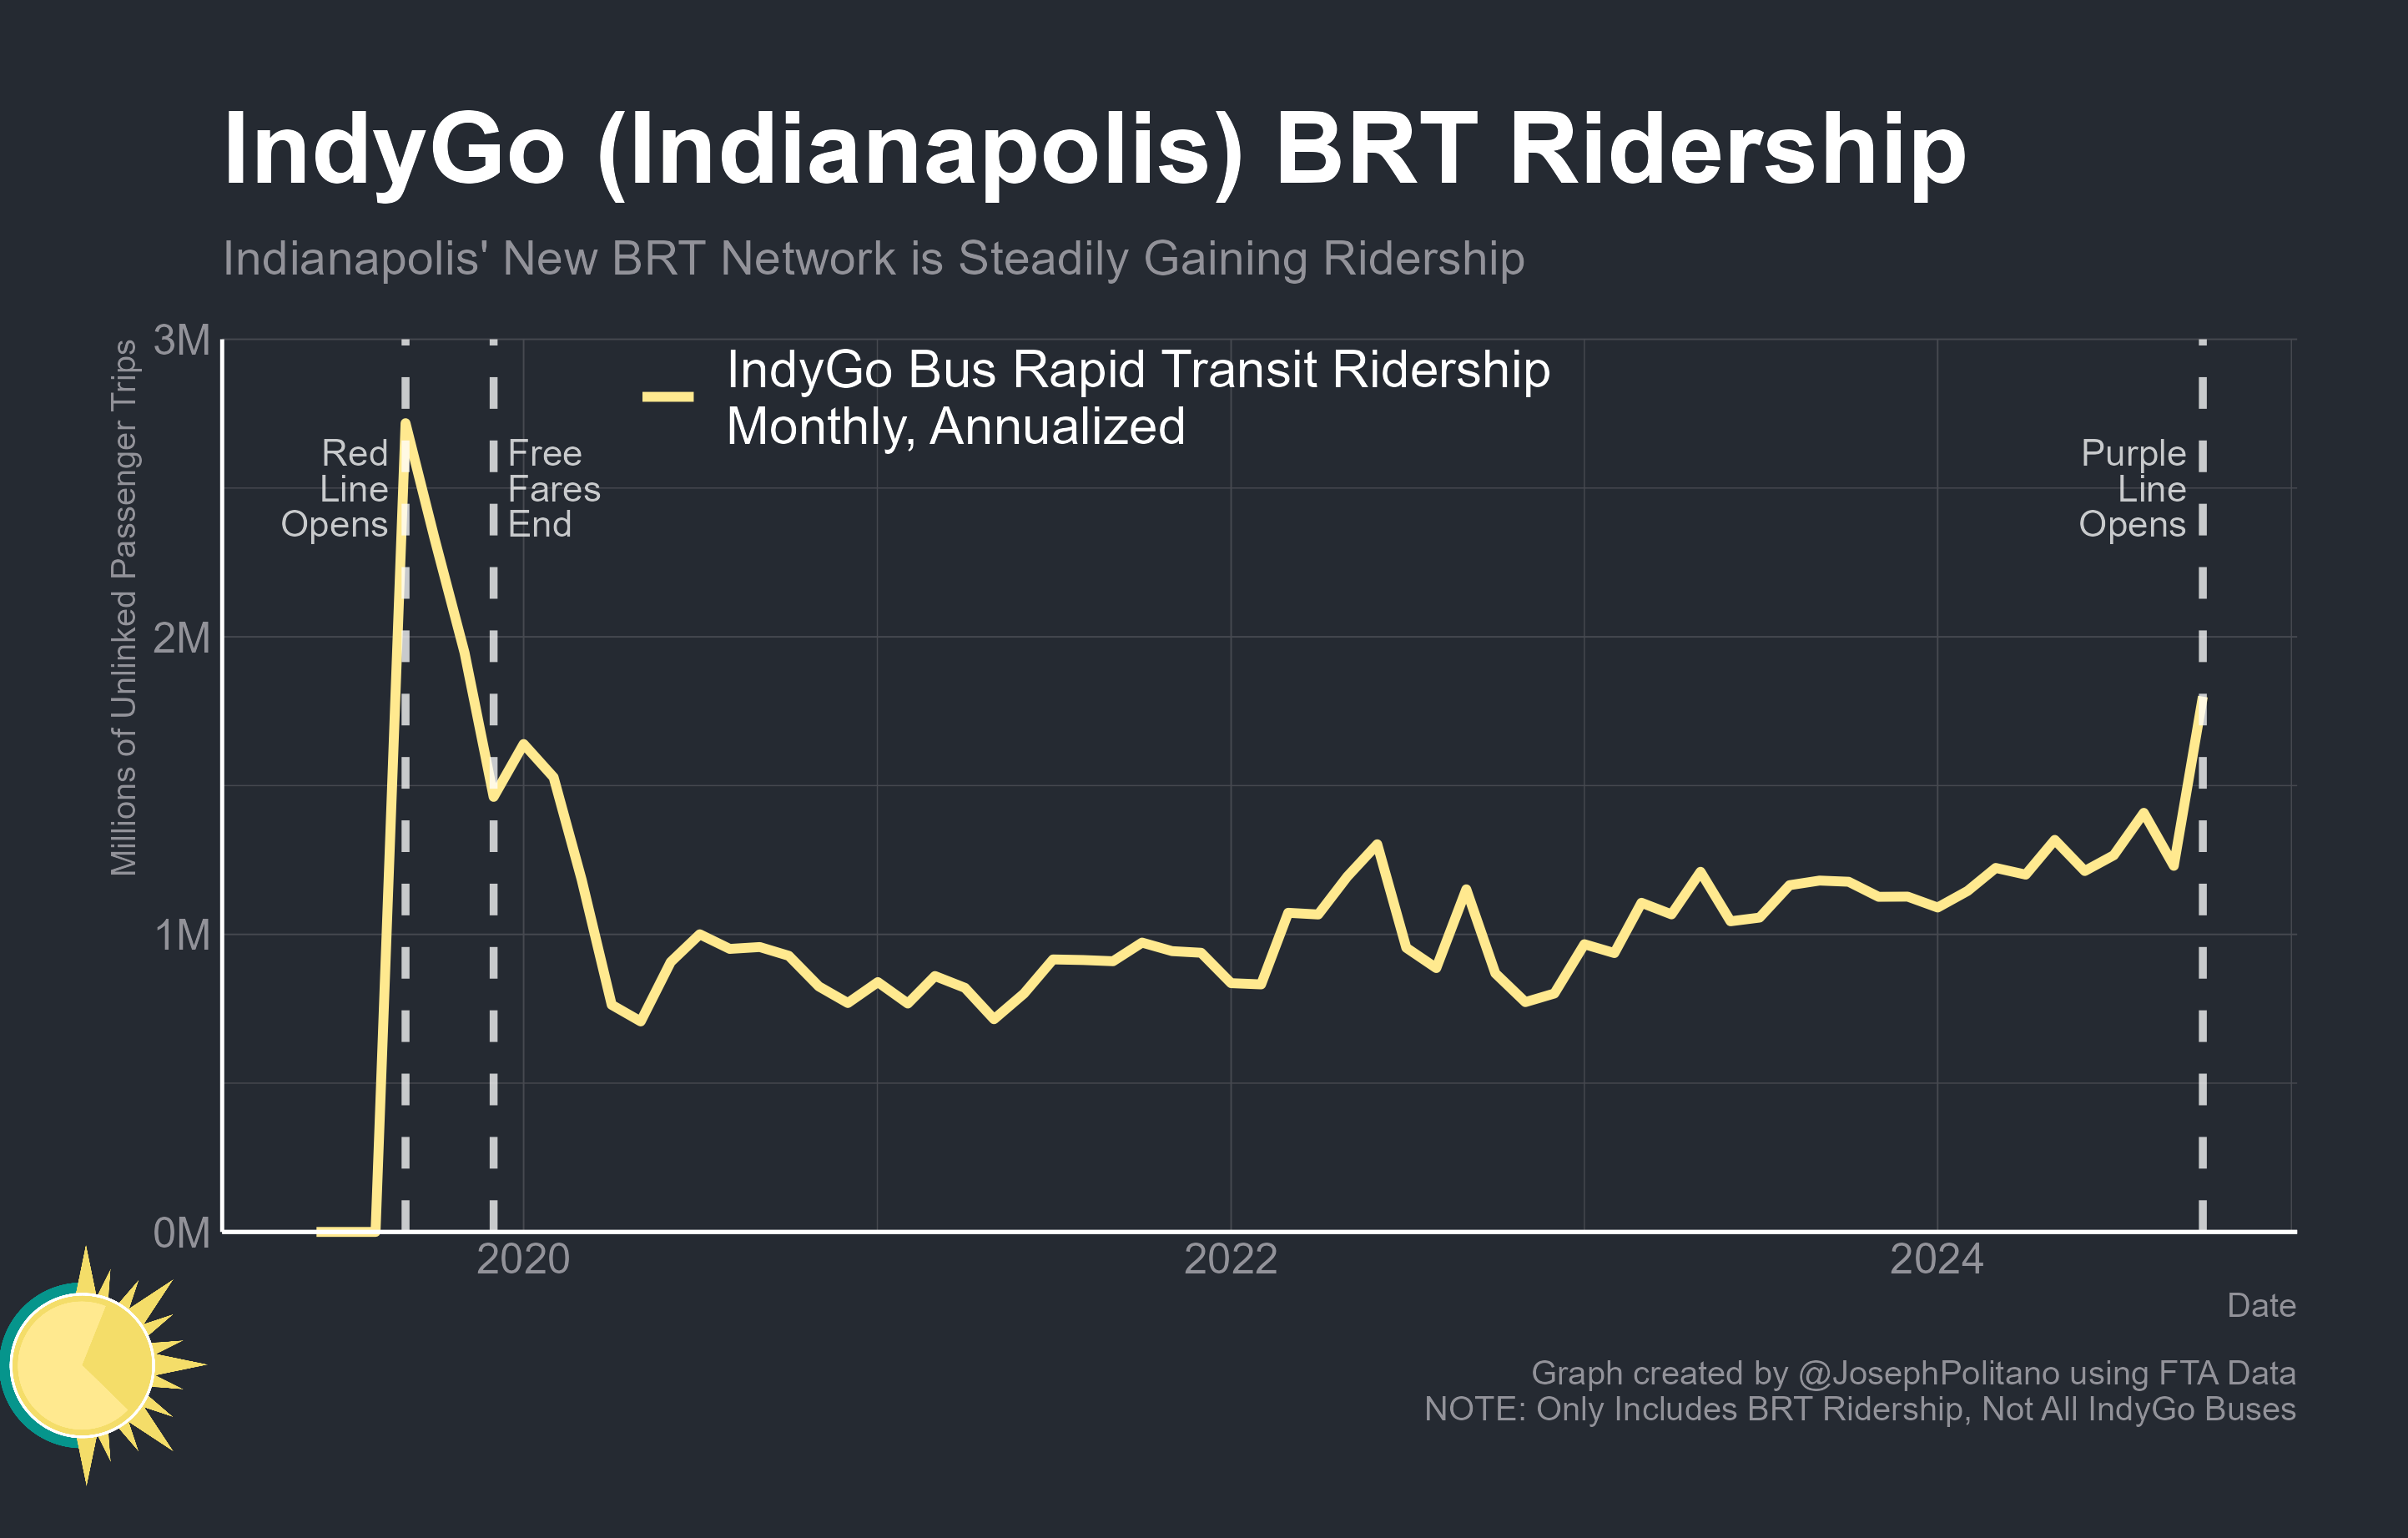 IndyGo (Indianapolis) BRT Ridership
Indianapolis' New BRT Network is Steadily Gaining Ridership
Millions of Unlinked Passenger Trips
3M
2M
1M
0M
IndyGo Bus Rapid Transit Ridership
Monthly, Annualized
Red
Line
Opens
Free
Fares
End
Purple
Line
Opens
2020
2022
2024
Date
Graph created by @JosephPolitano using FTA Data
NOTE: Only Includes BRT Ridership, Not All IndyGo Buses